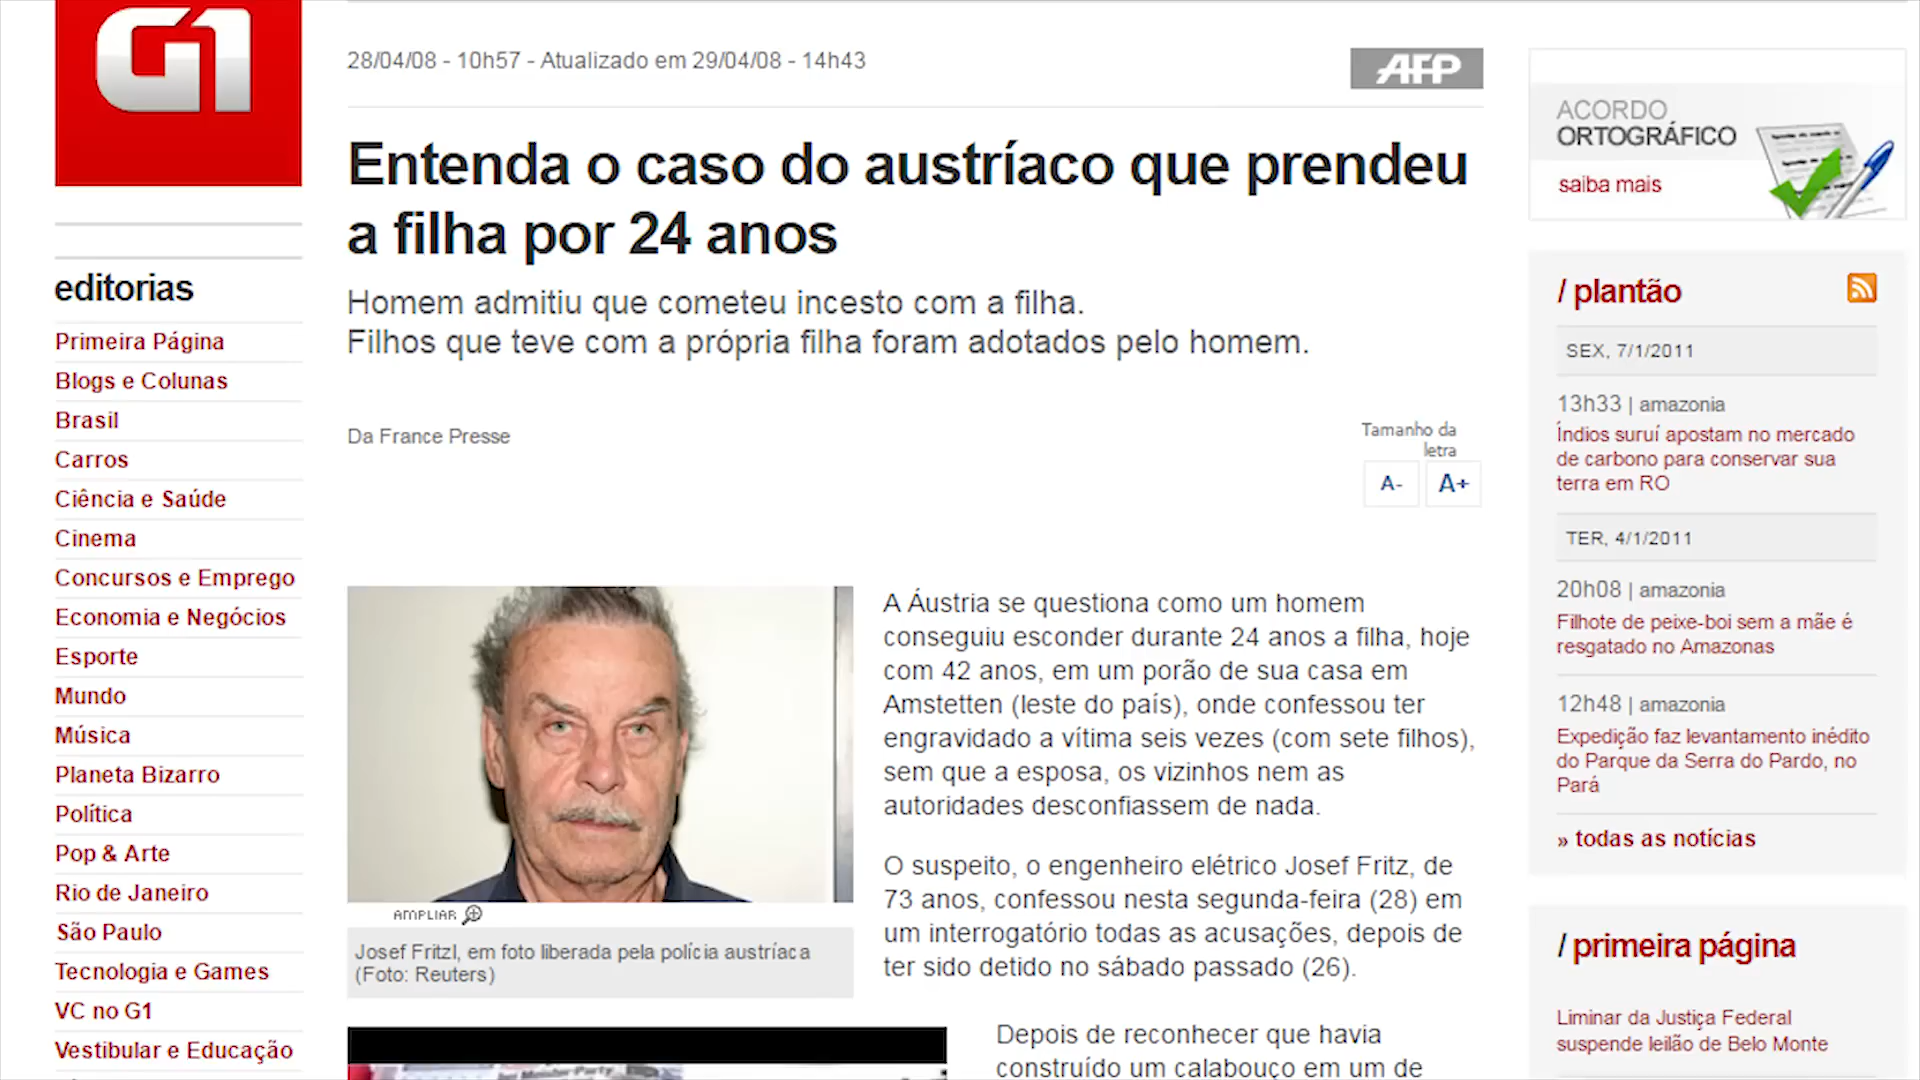 G1
editorias
Primeira Página
Blogs e Colunas
Brasil
Carros
Ciência e Saúde
Cinema
Concursos e Emprego
Economia e Negócios
Esporte
Mundo
Música
Planeta Bizarro
Política
Pop & Arte
Rio de Janeiro
São Paulo
Tecnologia e Games
VC no G1
Vestibular e Educação
28/04/08 - 10h57 - Atualizado em 29/04/08 - 14h43
AFP
Entenda o caso do austríaco que prendeu
a filha por 24 anos
Homem admitiu que cometeu incesto com a filha.
Filhos que teve com a própria filha foram adotados pelo homem.
Da France Presse
Tamanho da
letra
A-
A+
AMPLIAR
Josef Fritzl, em foto liberada pela polícia austríaca
(Foto: Reuters)
A Áustria se questiona como um homem
conseguiu esconder durante 24 anos a filha, hoje
com 42 anos, em um porão de sua casa em
Amstetten (leste do país), onde confessou ter
engravidado a vítima seis vezes (com sete filhos),
sem que a esposa, os vizinhos nem as
autoridades desconfiassem de nada.
O suspeito, o engenheiro elétrico Josef Fritz, de
73 anos, confessou nesta segunda-feira (28) em
um interrogatório todas as acusações, depois de
ter sido detido no sábado passado (26).
Depois de reconhecer que havia
construído um calabouço em um de
ACORDO
ORTOGRÁFICO
saiba mais
/ plantão
SEX, 7/1/2011
13h33 | amazonia
Índios suruí apostam no mercado
de carbono para conservar sua
terra em RO
TER, 4/1/2011
20h08 | amazonia
Filhote de peixe-boi sem a mãe é
resgatado no Amazonas
12h48 | amazonia
Expedição faz levantamento inédito
do Parque da Serra do Pardo, no
Pará
» todas as notícias
/ primeira página
Liminar da Justiça Federal
suspende leilão de Belo Monte